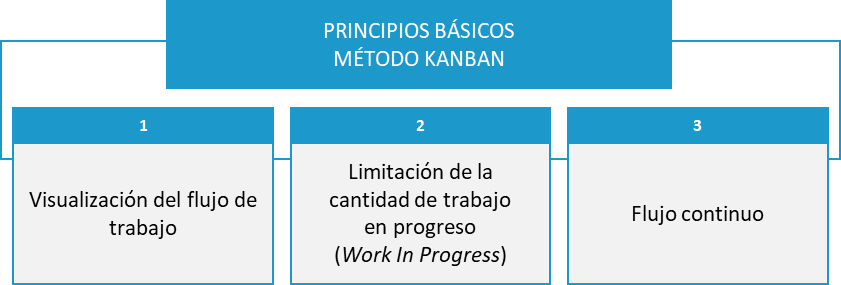 PRINCIPIOS BÁSICOS
MÉTODO KANBAN
1
Visualización del flujo de
trabajo
2
Limitación de la
cantidad de trabajo
en progreso
(Work In Progress)
3
Flujo continuo